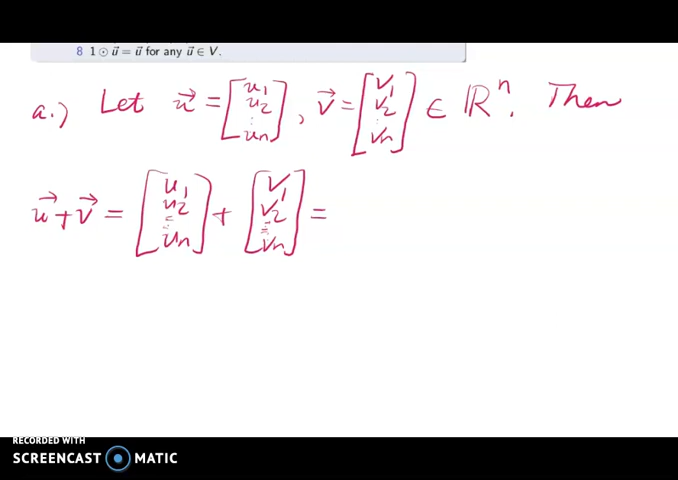 8 1 ⊙ u⃗ = u⃗ for any u⃗ ∈ V.
a.) Let u⃗ = [u₁ u₂ ⋮ uₙ], v⃗ = [v₁ v₂ ⋮ vₙ] ∈ ℝⁿ. Then
u⃗ + v⃗ = [u₁ u₂ ⋮ uₙ] + [v₁ v₂ ⋮ vₙ] =
RECORDED WITH
SCREENCAST MATIC